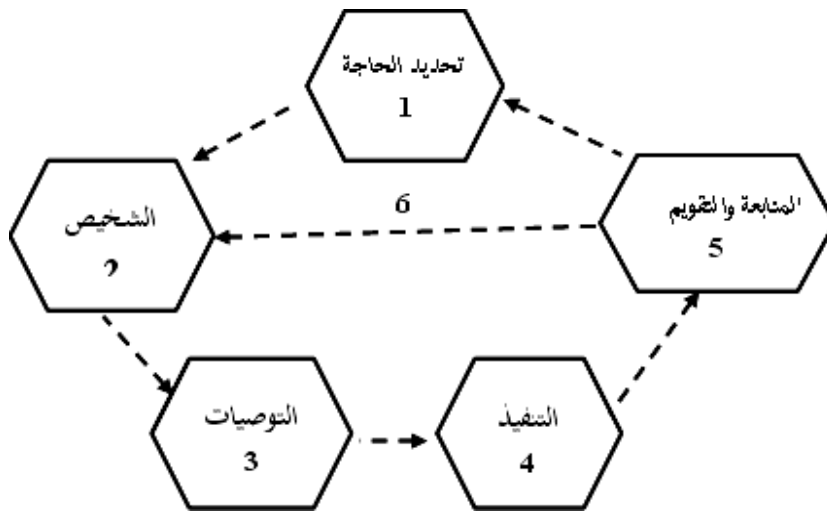 تحديد الحاجة
1
الشخيص
2
التوصيات
3
التنفيذ
4
المتابعة والتقويم
5
6